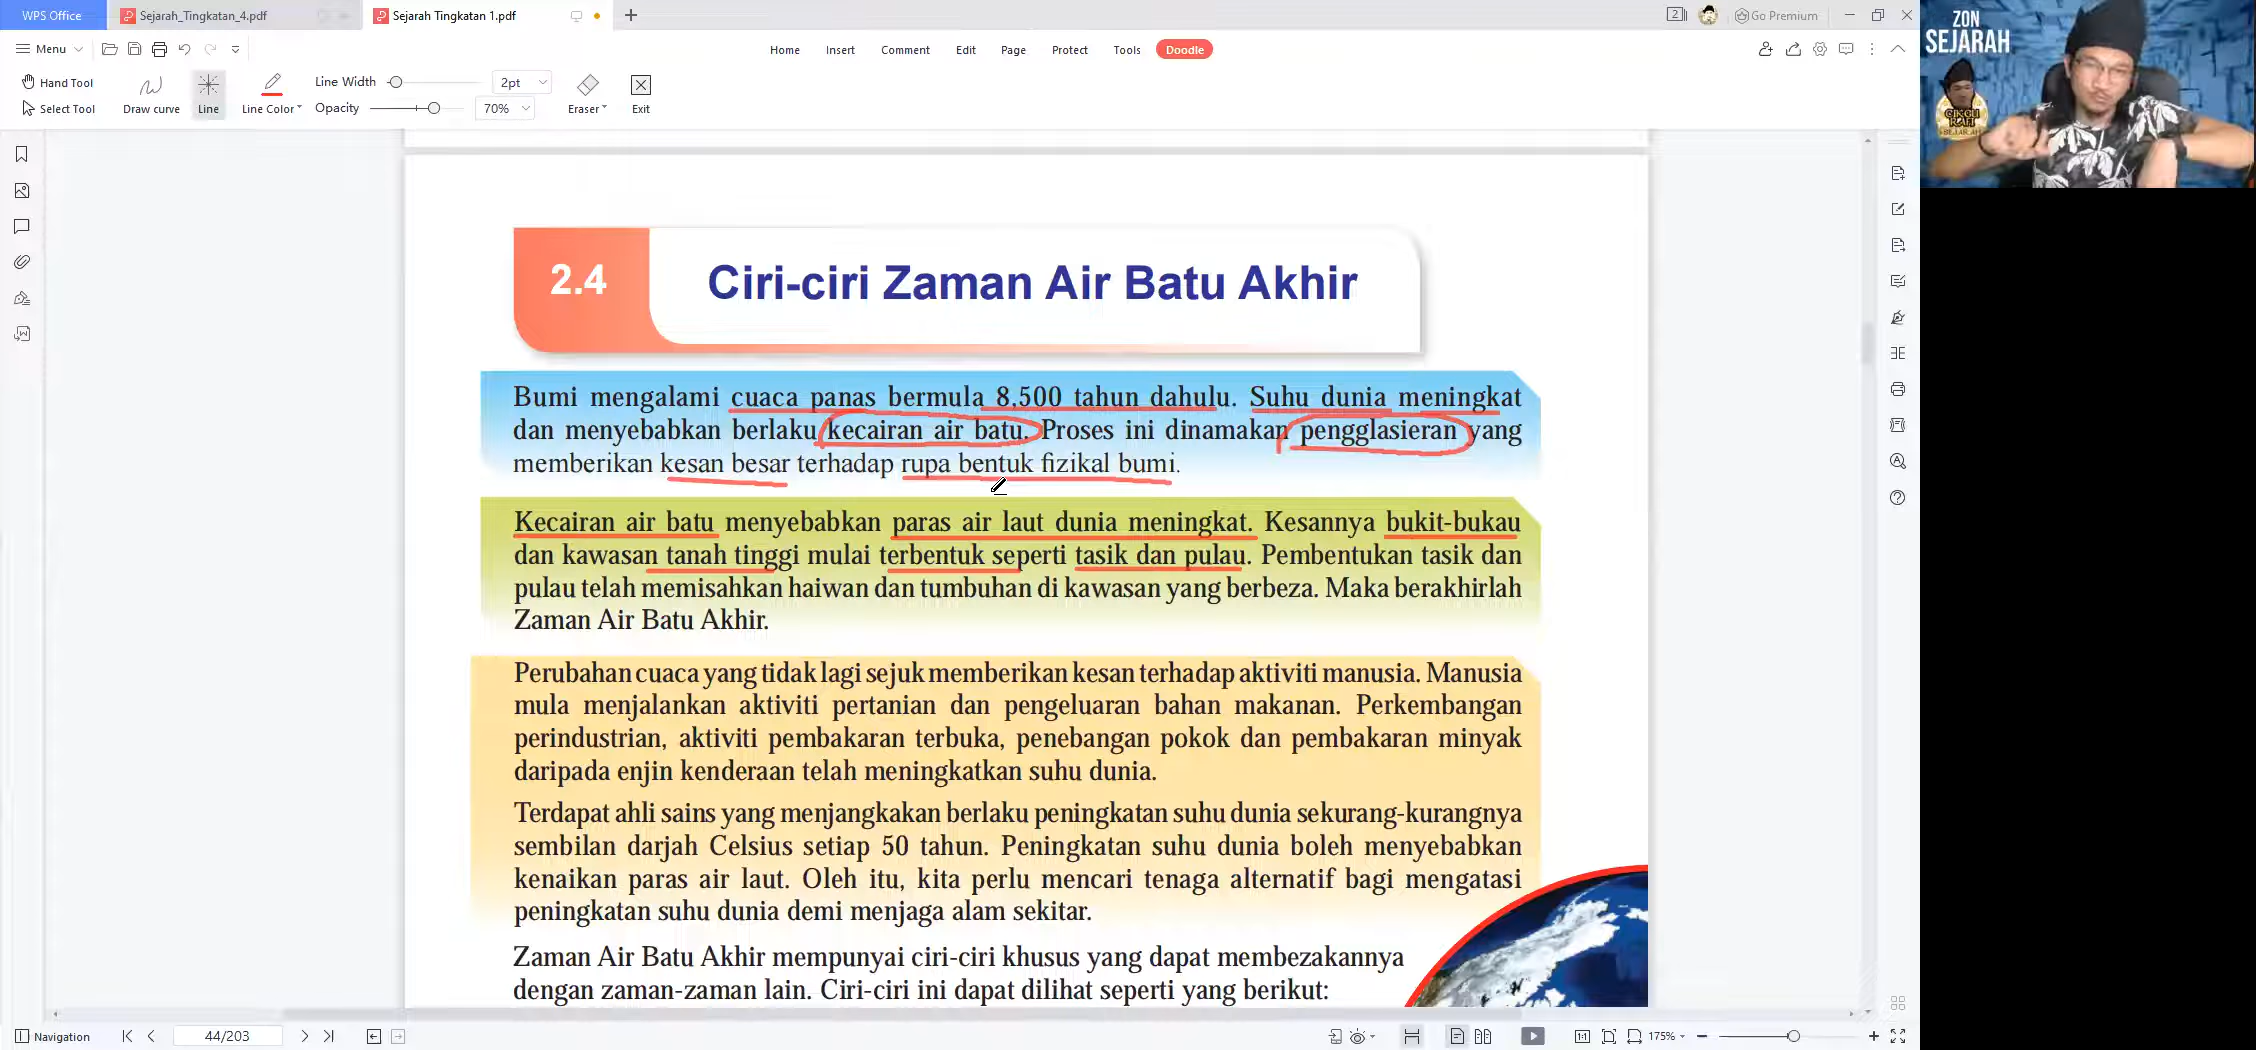 WPS Office
Sejarah_Tingkatan_4.pdf
Sejarah Tingkatan 1.pdf
2
Go Premium
Menu
Home
Insert
Comment
Edit
Page
Protect
Tools
Doodle
Hand Tool
Select Tool
Draw curve
Line
Line Color
Line Width
2pt
Opacity
70%
Eraser
Exit
ZON
SEJARAH
CIKGU
RAFI
SEJARAH
2.4
Ciri-ciri Zaman Air Batu Akhir
Bumi mengalami cuaca panas bermula 8,500 tahun dahulu. Suhu dunia meningkat
dan menyebabkan berlaku kecairan air batu. Proses ini dinamakan pengglasieran yang
memberikan kesan besar terhadap rupa bentuk fizikal bumi.
Kecairan air batu menyebabkan paras air laut dunia meningkat. Kesannya bukit-bukau
dan kawasan tanah tinggi mulai terbentuk seperti tasik dan pulau. Pembentukan tasik dan
pulau telah memisahkan haiwan dan tumbuhan di kawasan yang berbeza. Maka berakhirlah
Zaman Air Batu Akhir.
Perubahan cuaca yang tidak lagi sejuk memberikan kesan terhadap aktiviti manusia. Manusia
mula menjalankan aktiviti pertanian dan pengeluaran bahan makanan. Perkembangan
perindustrian, aktiviti pembakaran terbuka, penebangan pokok dan pembakaran minyak
daripada enjin kenderaan telah meningkatkan suhu dunia.
Terdapat ahli sains yang menjangkakan berlaku peningkatan suhu dunia sekurang-kurangnya
sembilan darjah Celsius setiap 50 tahun. Peningkatan suhu dunia boleh menyebabkan
kenaikan paras air laut. Oleh itu, kita perlu mencari tenaga alternatif bagi mengatasi
peningkatan suhu dunia demi menjaga alam sekitar.
Zaman Air Batu Akhir mempunyai ciri-ciri khusus yang dapat membezakannya
dengan zaman-zaman lain. Ciri-ciri ini dapat dilihat seperti yang berikut:
Navigation
44/203
1:1
175%